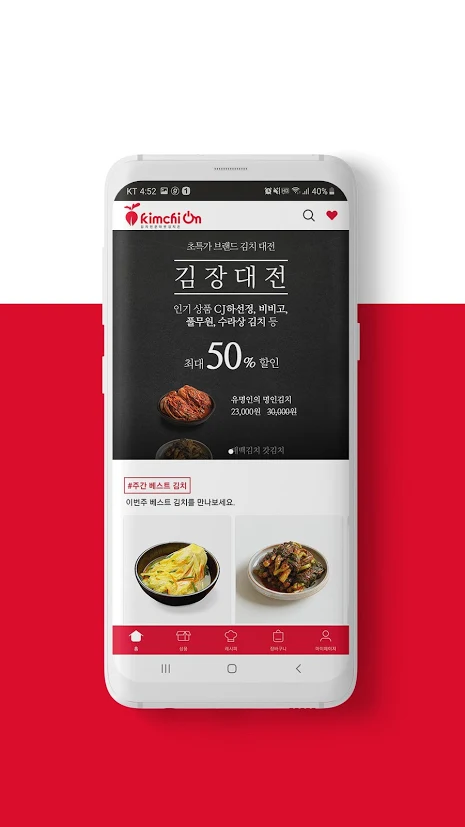 KT 4:52
40%
kimchi On
초특가 브랜드 김치 대전
김장대전
인기 상품 CJ하선정, 비비고,
풀무원, 수라상 김치 등
최대 50% 할인
유명인의 명인김치
23,000원 30,000원
태백김치 갓김치
#주간 베스트 김치
이번주 베스트 김치를 만나보세요.
홈 상품 레시피 장바구니 마이페이지